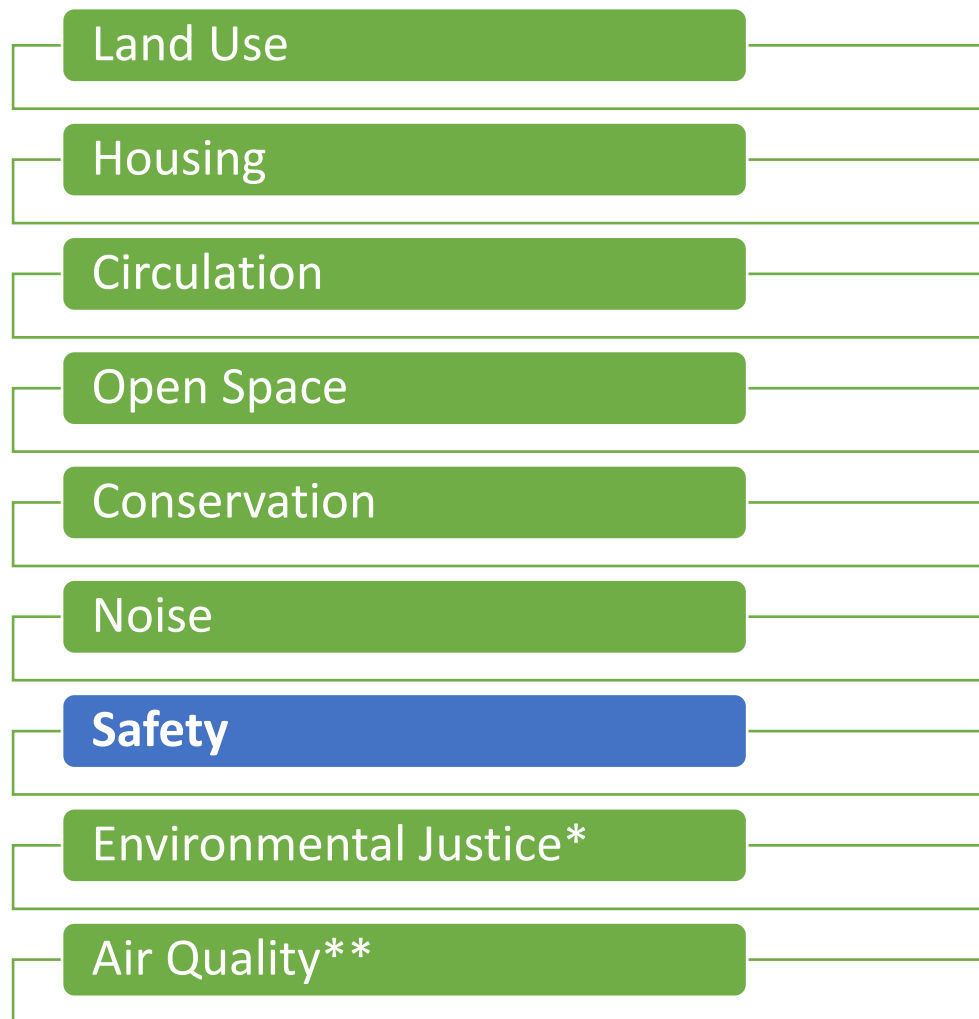 Land Use
Housing
Circulation
Open Space
Conservation
Noise
Safety
Environmental Justice*
Air Quality**